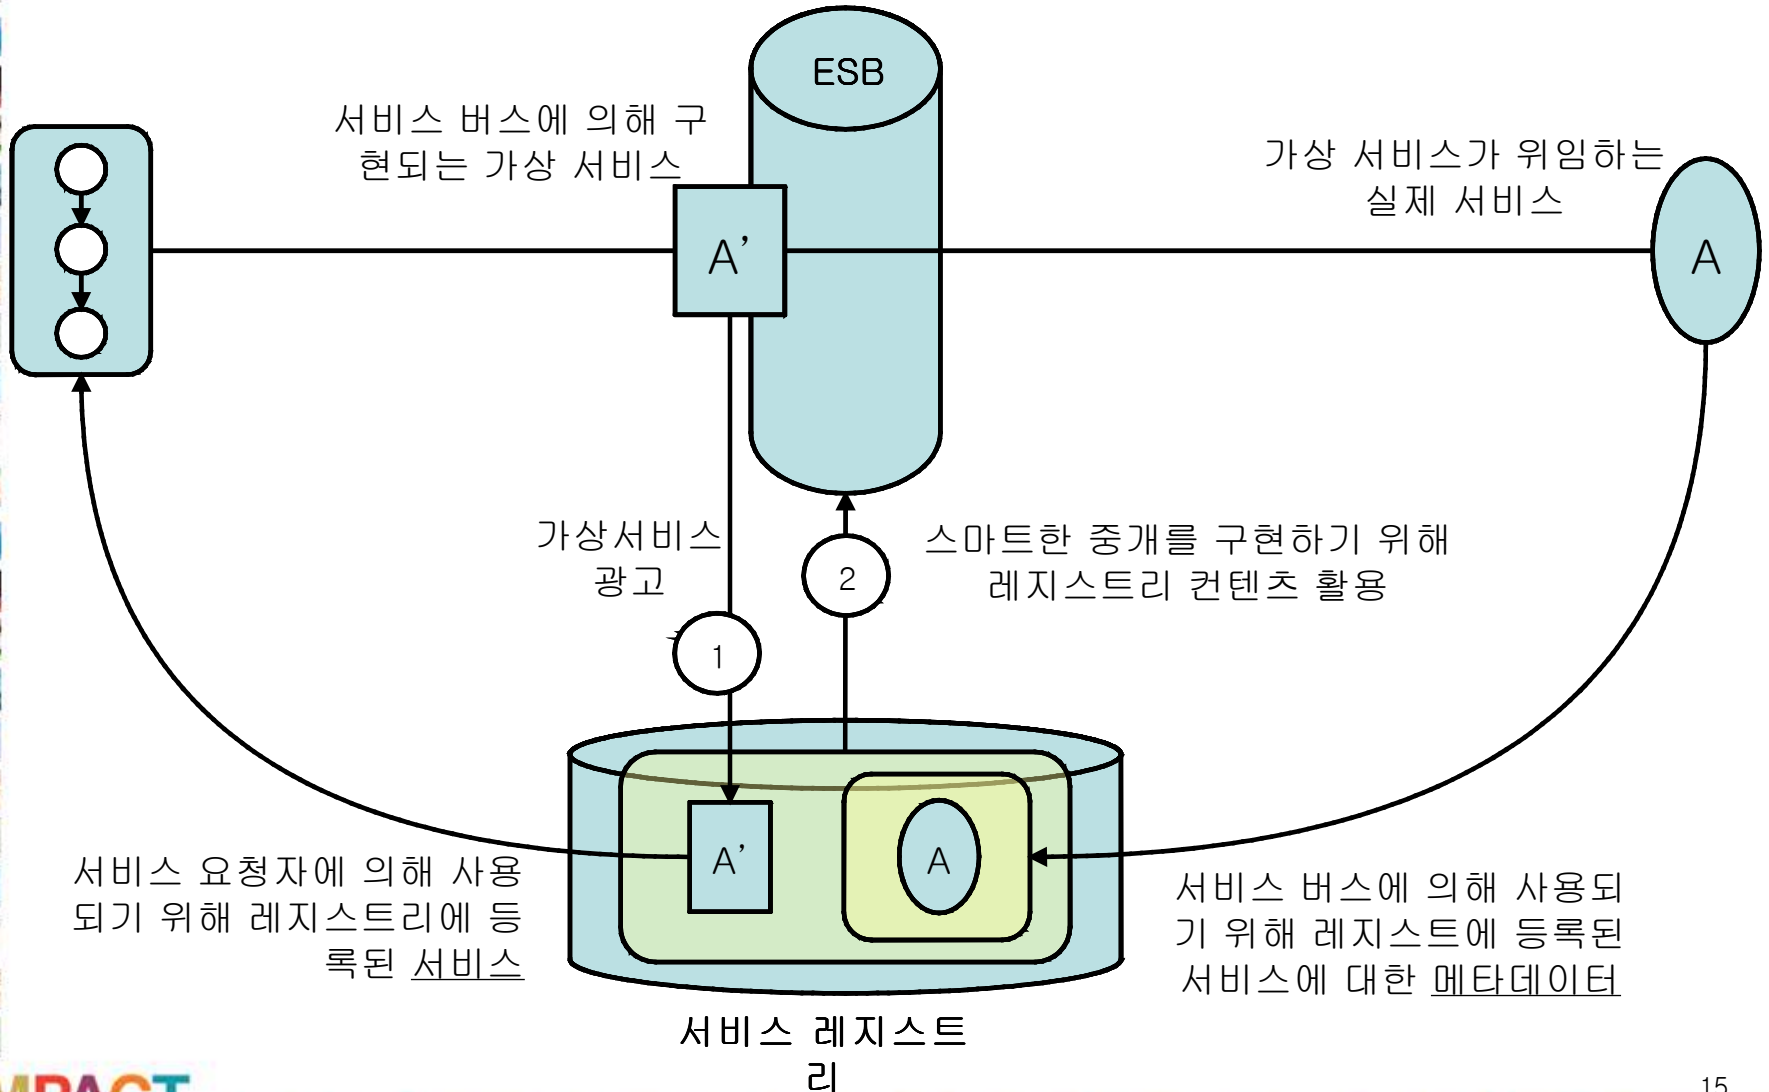 ESB
서비스 버스에 의해 구
현되는 가상 서비스
가상 서비스가 위임하는
실제 서비스
A’
A
가상서비스
광고
스마트한 중개를 구현하기 위해
레지스트리 컨텐츠 활용
2
1
A’
A
서비스 요청자에 의해 사용
되기 위해 레지스트리에 등
록된 서비스
서비스 버스에 의해 사용되
기 위해 레지스트에 등록된
서비스에 대한 메타데이터
서비스 레지스트
리
MPACT
15